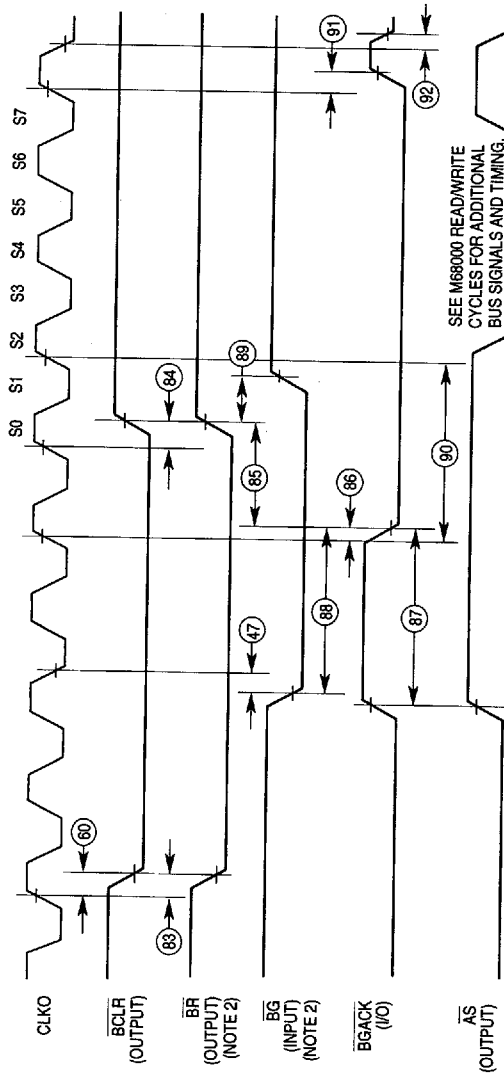 S0 S1 S2 S3 S4 S5 S6 S7
CLKO
60
83
BCLR
(OUTPUT)
84
BR
(OUTPUT)
(NOTE 2)
47
85
89
BG
(INPUT)
(NOTE 2)
88
86
91
92
BGACK
(I/O)
87
90
AS
(OUTPUT)
SEE M68000 READ/WRITE
CYCLES FOR ADDITIONAL
BUS SIGNALS AND TIMING.